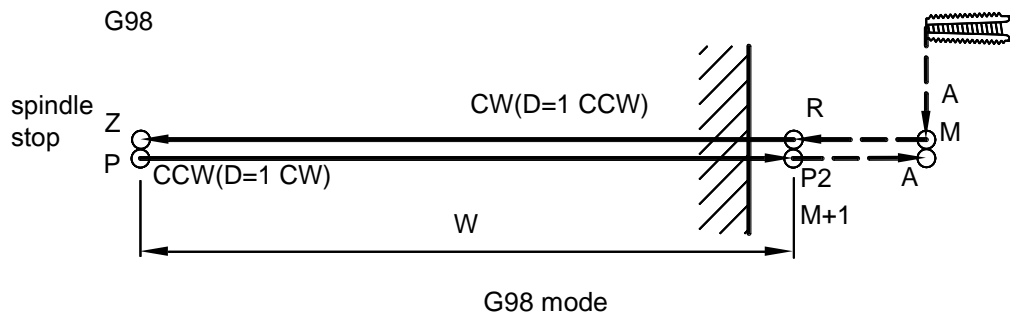 G98
spindle
stop
Z
CW(D=1 CCW)
R
A
M
P
CCW(D=1 CW)
P2
A
M+1
W
G98 mode